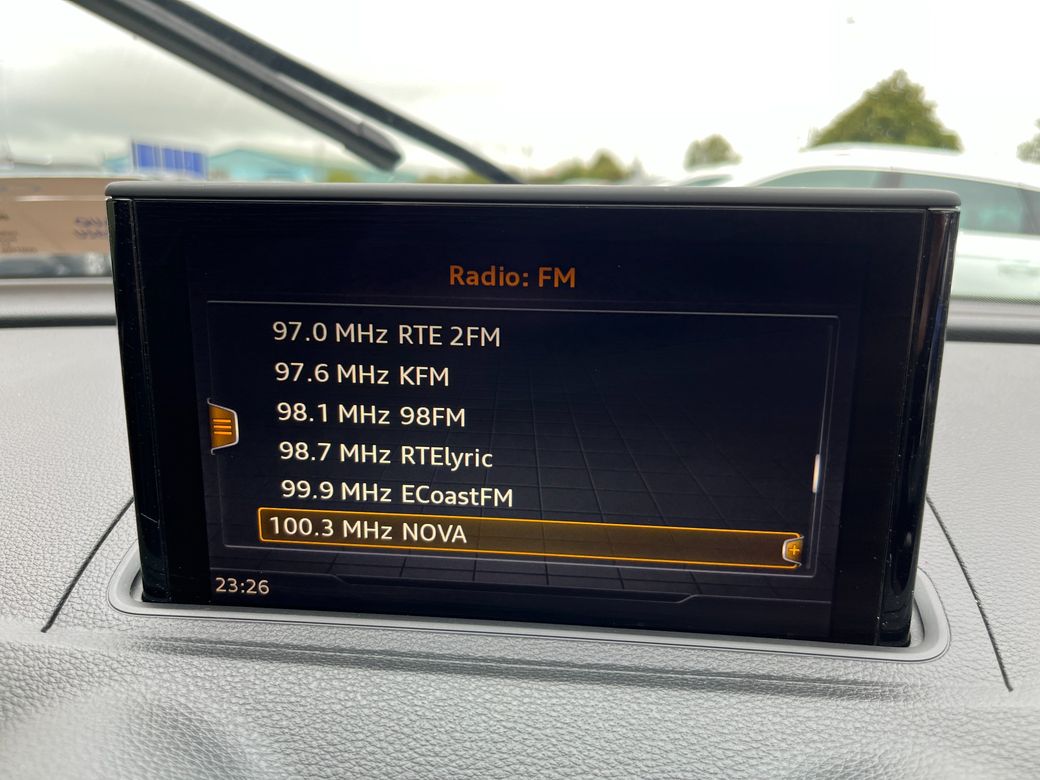 Radio: FM
97.0 MHz RTE 2FM
97.6 MHz KFM
98.1 MHz 98FM
98.7 MHz RTElyric
99.9 MHz ECoastFM
100.3 MHz NOVA
23:26